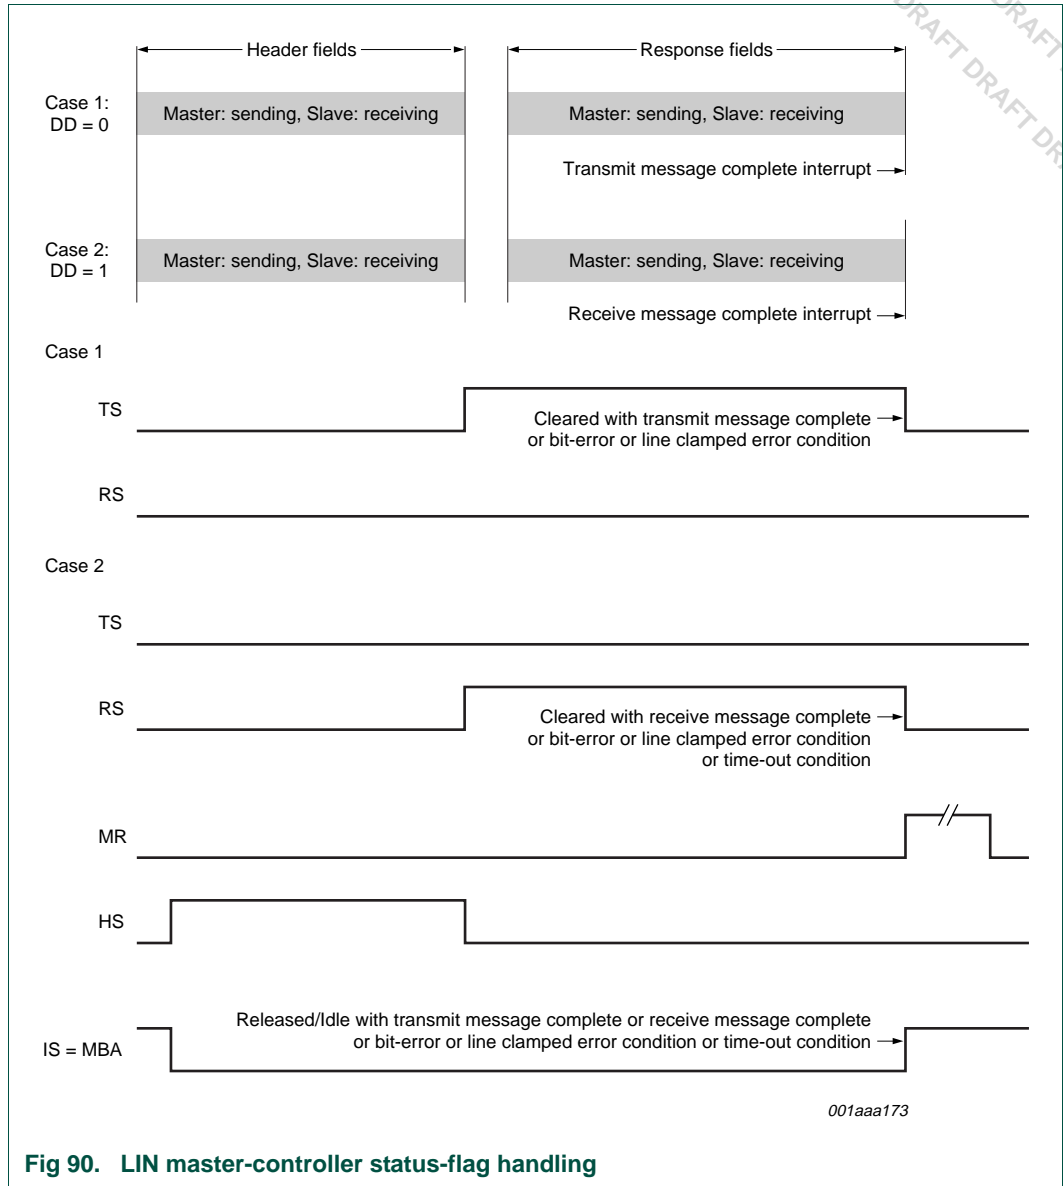 DRAFT DRAFT
DRAFT DRAFT
Header fields
Response fields
Case 1:
DD = 0
Master: sending, Slave: receiving
Master: sending, Slave: receiving
Transmit message complete interrupt
Case 2:
DD = 1
Master: sending, Slave: receiving
Master: sending, Slave: receiving
Receive message complete interrupt
Case 1
TS
Cleared with transmit message complete
or bit-error or line clamped error condition
RS
Case 2
TS
RS
Cleared with receive message complete
or bit-error or line clamped error condition
or time-out condition
MR
HS
IS = MBA
Released/Idle with transmit message complete or receive message complete
or bit-error or line clamped error condition or time-out condition
001aaa173
Fig 90. LIN master-controller status-flag handling